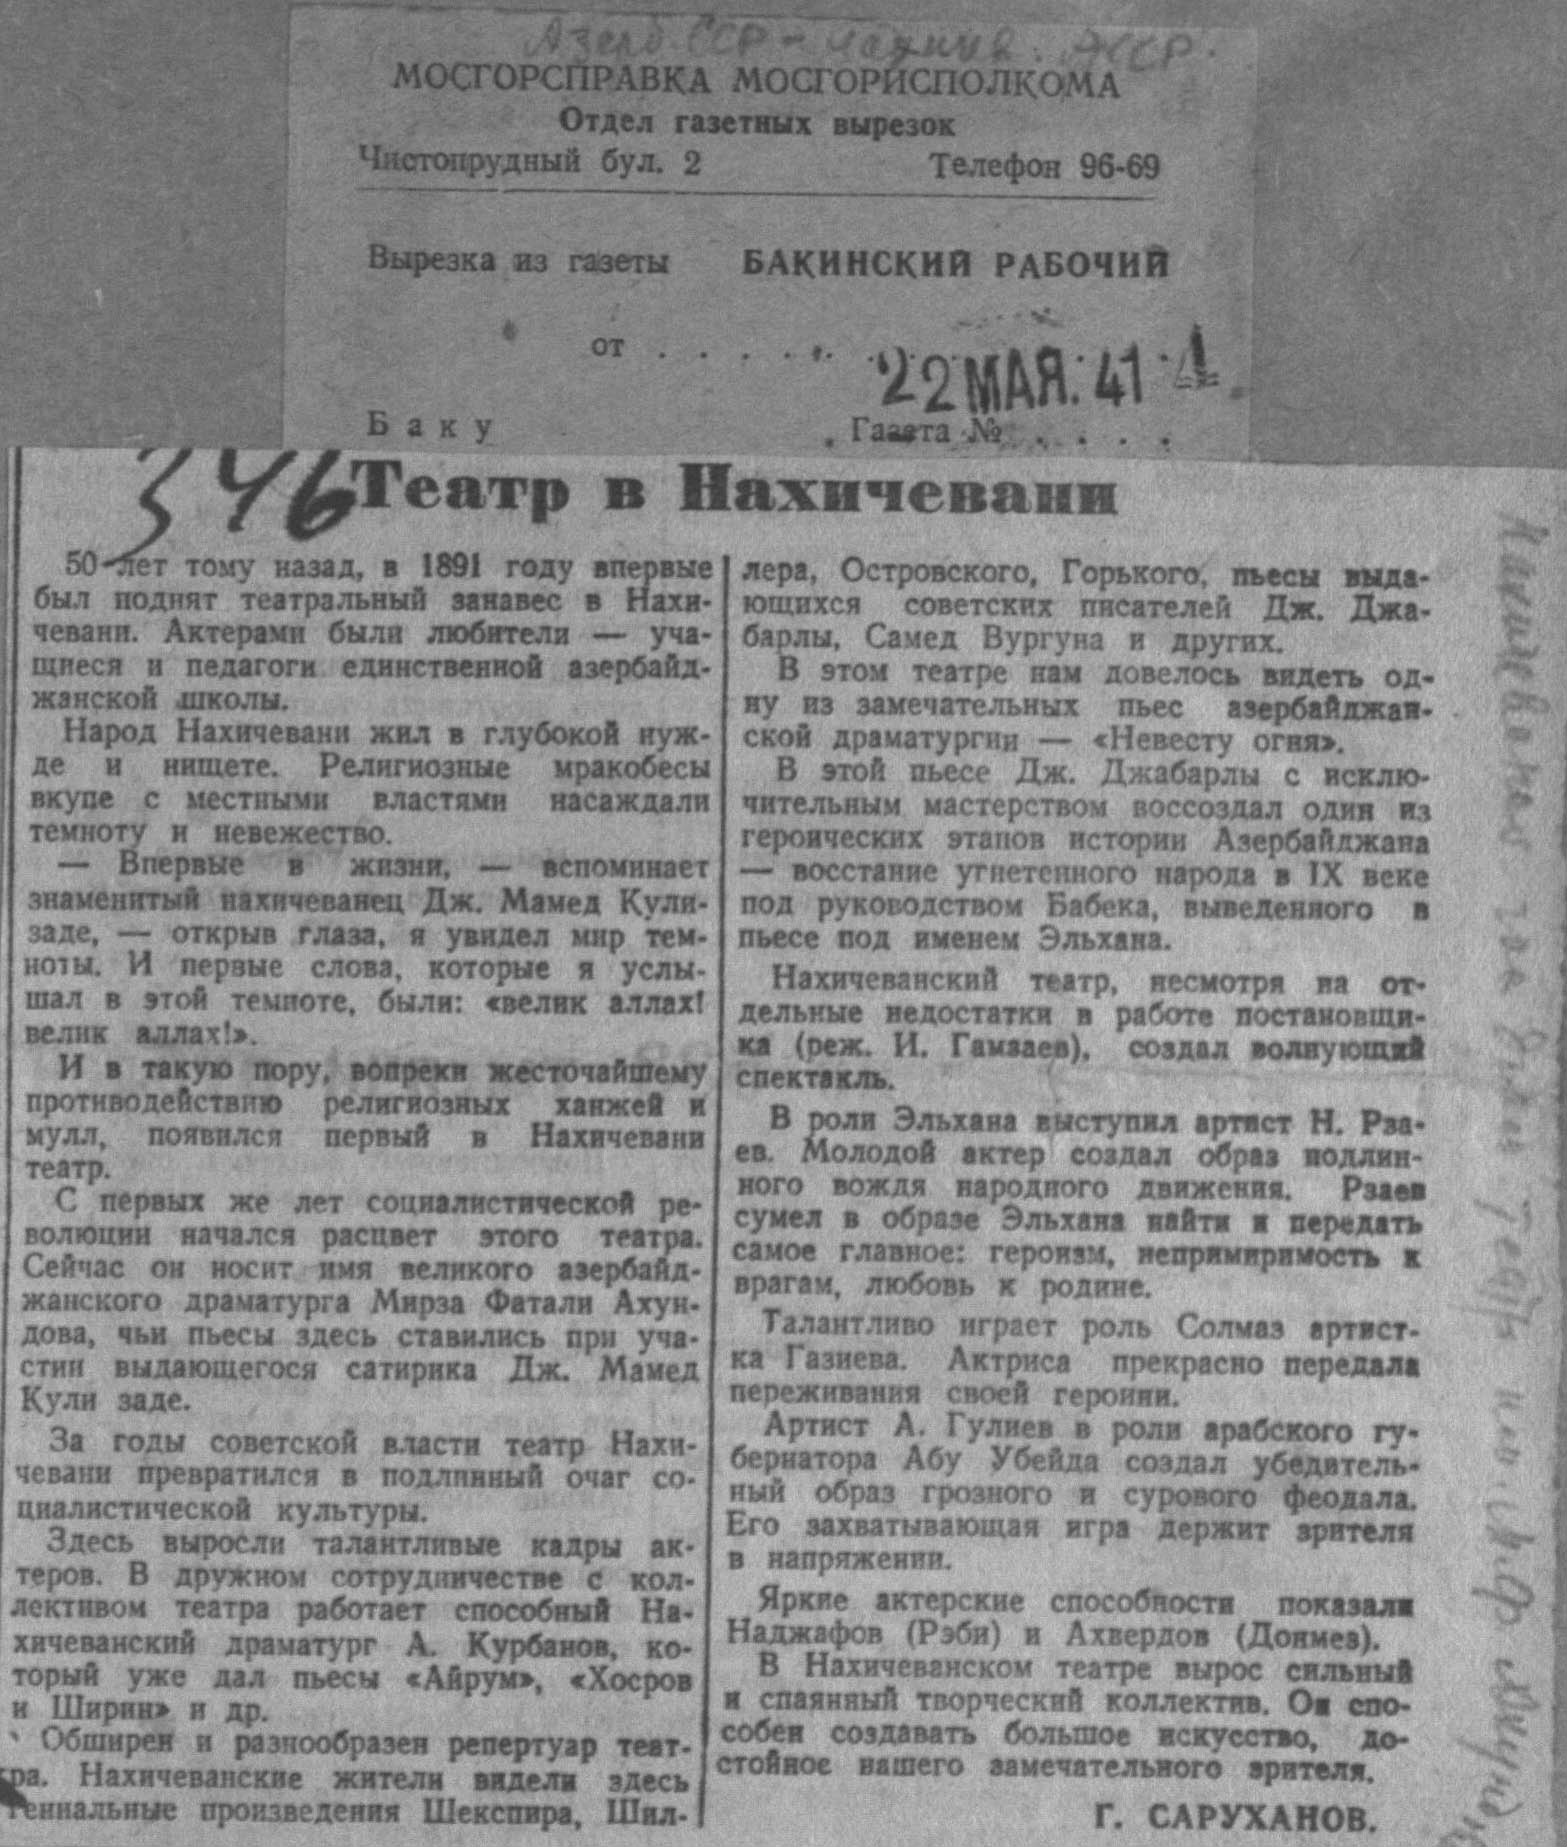 Азерб. ССР - Нахичев. АССР.
МОСГОРСПРАВКА МОСГОРИСПОЛКОМА
Отдел газетных вырезок
Чистопрудный бул. 2 Телефон 96-69
Вырезка из газеты БАКИНСКИЙ РАБОЧИЙ
от . . . . . .
22 МАЯ. 41
Баку Газета № . . . .
346
Театр в Нахичевани
50 лет тому назад, в 1891 году впервые
был поднят театральный занавес в Нахи-
чевани. Актерами были любители — уча-
щиеся и педагоги единственной азербайд-
жанской школы.
Народ Нахичевани жил в глубокой нуж-
де и нищете. Религиозные мракобесы
вкупе с местными властями насаждали
темноту и невежество.
— Впервые в жизни, — вспоминает
знаменитый нахичеванец Дж. Мамед Кули-
заде, — открыв глаза, я увидел мир тем-
ноты. И первые слова, которые я услы-
шал в этой темноте, были: «велик аллах!
велик аллах!».
И в такую пору, вопреки жесточайшему
противодействию религиозных ханжей и
мулл, появился первый в Нахичевани
театр.
С первых же лет социалистической ре-
волюции начался расцвет этого театра.
Сейчас он носит имя великого азербайд-
жанского драматурга Мирза Фатали Ахун-
дова, чьи пьесы здесь ставились при уча-
стии выдающегося сатирика Дж. Мамед
Кули заде.
За годы советской власти театр Нахи-
чевани превратился в подлинный очаг со-
циалистической культуры.
Здесь выросли талантливые кадры ак-
теров. В дружном сотрудничестве с кол-
лективом театра работает способный На-
хичеванский драматург А. Курбанов, ко-
торый уже дал пьесы «Айрум», «Хосров
и Ширин» и др.
Обширен и разнообразен репертуар теат-
ра. Нахичеванские жители видели здесь
гениальные произведения Шекспира, Шил-
лера, Островского, Горького, пьесы выда-
ющихся советских писателей Дж. Джа-
барлы, Самед Вургуна и других.
В этом театре нам довелось видеть од-
ну из замечательных пьес азербайджан-
ской драматургии — «Невесту огня».
В этой пьесе Дж. Джабарлы с исклю-
чительным мастерством воссоздал один из
героических этапов истории Азербайджана
— восстание угнетенного народа в IX веке
под руководством Бабека, выведенного в
пьесе под именем Эльхана.
Нахичеванский театр, несмотря на от-
дельные недостатки в работе постановщи-
ка (реж. И. Гамзаев), создал волнующий
спектакль.
В роли Эльхана выступил артист Н. Рза-
ев. Молодой актер создал образ подлин-
ного вождя народного движения. Рзаев
сумел в образе Эльхана найти и передать
самое главное: героизм, непримиримость к
врагам, любовь к родине.
Талантливо играет роль Солмаз артист-
ка Газиева. Актриса прекрасно передала
переживания своей героини.
Артист А. Гулиев в роли арабского гу-
бернатора Абу Убейда создал убедитель-
ный образ грозного и сурового феодала.
Его захватывающая игра держит зрителя
в напряжении.
Яркие актерские способности показали
Наджафов (Рэби) и Ахвердов (Донмез).
В Нахичеванском театре вырос сильный
и спаянный творческий коллектив. Он спо-
собен создавать большое искусство, до-
стойное нашего замечательного зрителя.
Г. САРУХАНОВ.